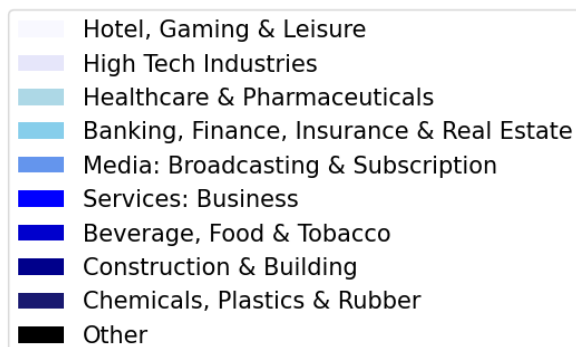 Hotel, Gaming & Leisure
High Tech Industries
Healthcare & Pharmaceuticals
Banking, Finance, Insurance & Real Estate
Media: Broadcasting & Subscription
Services: Business
Beverage, Food & Tobacco
Construction & Building
Chemicals, Plastics & Rubber
Other